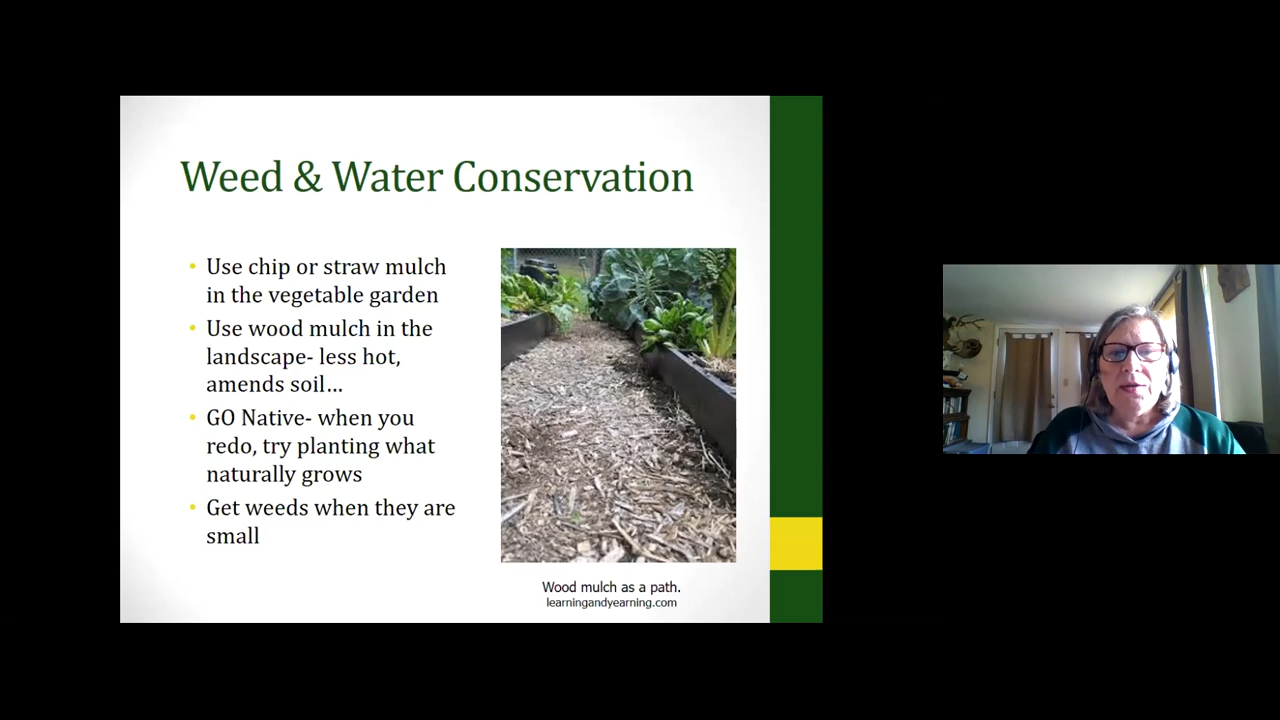 Weed & Water Conservation
• Use chip or straw mulch
in the vegetable garden
• Use wood mulch in the
landscape- less hot,
amends soil…
• GO Native- when you
redo, try planting what
naturally grows
• Get weeds when they are
small
Wood mulch as a path.
learningandyearning.com